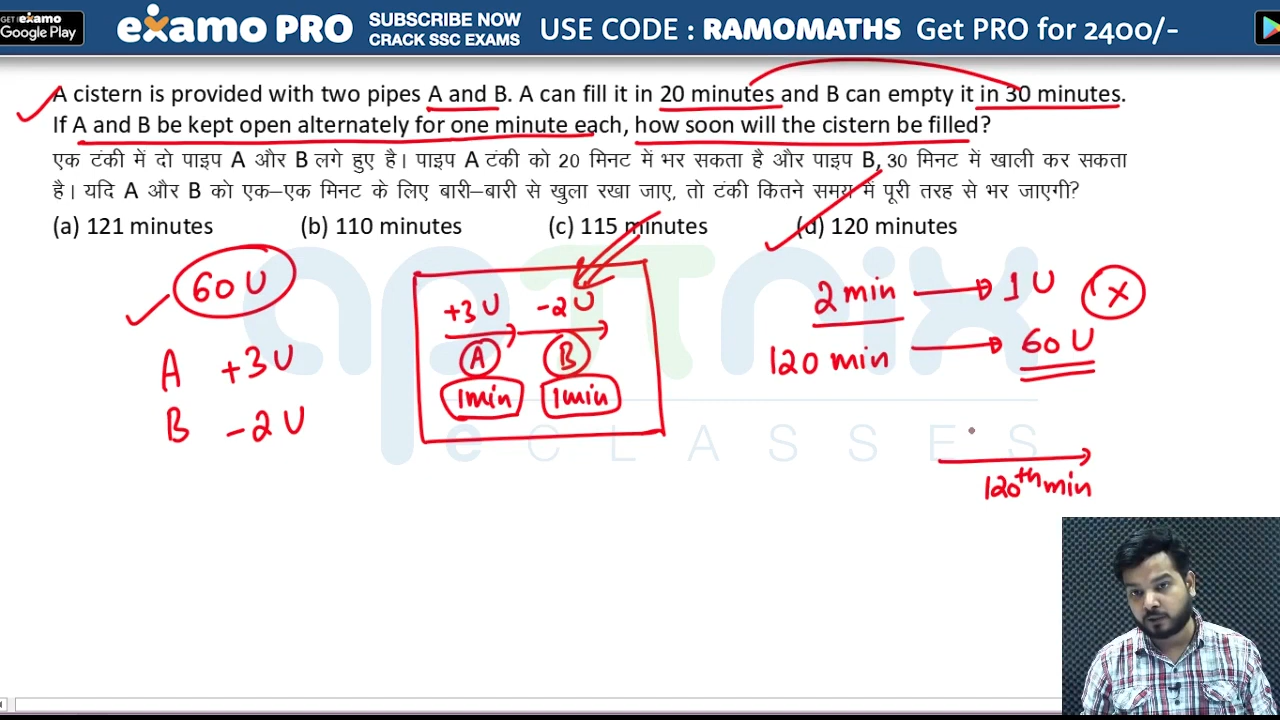 GET IT examo
Google Play
examo PRO
SUBSCRIBE NOW
CRACK SSC EXAMS
USE CODE : RAMOMATHS Get PRO for 2400/-
A cistern is provided with two pipes A and B. A can fill it in 20 minutes and B can empty it in 30 minutes.
If A and B be kept open alternately for one minute each, how soon will the cistern be filled?
एक टंकी में दो पाइप A और B लगे हुए है। पाइप A टंकी को 20 मिनट में भर सकता है और पाइप B, 30 मिनट में खाली कर सकता
है। यदि A और B को एक–एक मिनट के लिए बारी–बारी से खुला रखा जाए, तो टंकी कितने समय में पूरी तरह से भर जाएगी?
(a) 121 minutes (b) 110 minutes (c) 115 minutes (d) 120 minutes
60 U
A +3U
B -2U
+3U -2U
A B
1min 1min
2 min 1U X
120 min 60 U
120th min
eCLASSES